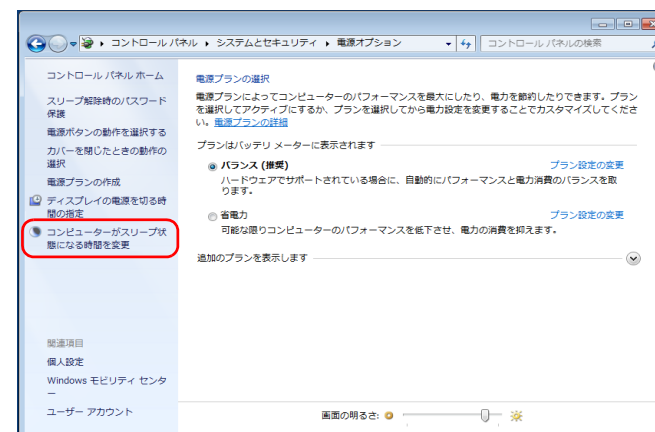 コントロール パネル ▸ システムとセキュリティ ▸ 電源オプション
コントロール パネルの検索
コントロール パネル ホーム
スリープ解除時のパスワード
保護
電源ボタンの動作を選択する
カバーを閉じたときの動作の
選択
電源プランの作成
ディスプレイの電源を切る時
間の指定
コンピューターがスリープ状
態になる時間を変更
関連項目
個人設定
Windows モビリティ センタ
ー
ユーザー アカウント
電源プランの選択
電源プランによってコンピューターのパフォーマンスを最大にしたり、電力を節約したりできます。プラン
を選択してアクティブにするか、プランを選択してから電力設定を変更することでカスタマイズしてくださ
い。電源プランの詳細
プランはバッテリ メーターに表示されます
バランス (推奨) プラン設定の変更
ハードウェアでサポートされている場合に、自動的にパフォーマンスと電力消費のバランスを取
ります。
省電力 プラン設定の変更
可能な限りコンピューターのパフォーマンスを低下させ、電力の消費を抑えます。
追加のプランを表示します
画面の明るさ: